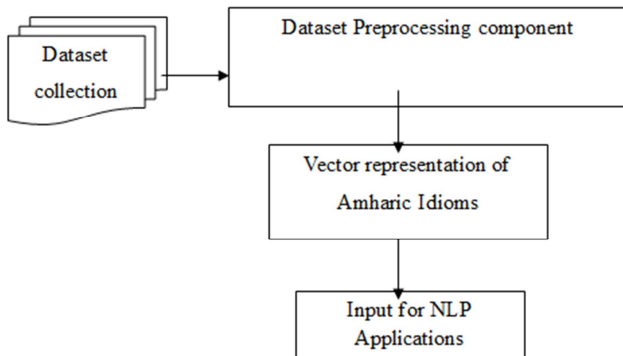 Dataset
collection
Dataset Preprocessing component
Vector representation of
Amharic Idioms
Input for NLP
Applications